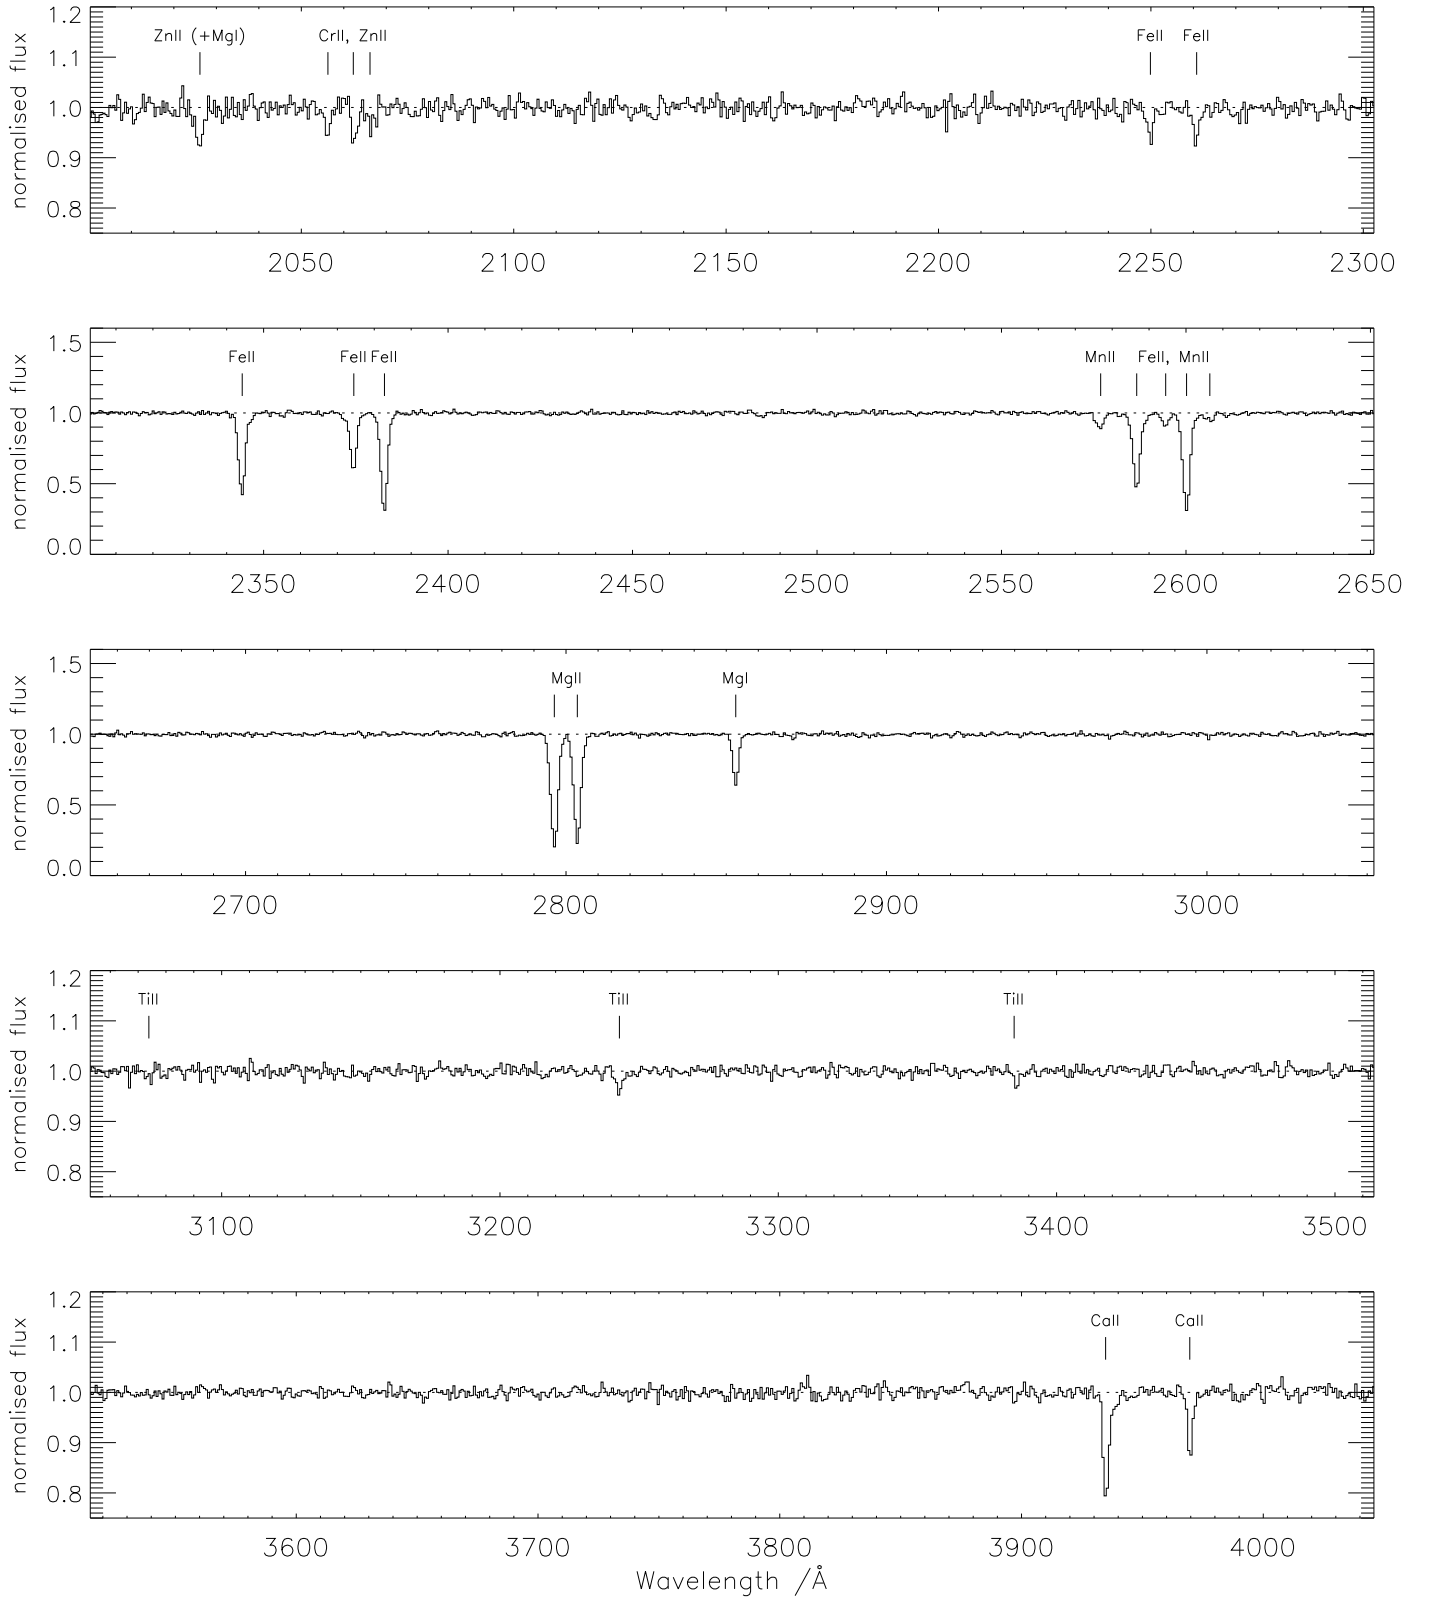 1.2
ZnII (+MgI) CrII, ZnII FeII FeII
1.1
1.0
0.9
0.8
normalised flux
2050 2100 2150 2200 2250 2300
1.5
FeII FeII FeII MnII FeII, MnII
1.0
0.5
0.0
normalised flux
2350 2400 2450 2500 2550 2600 2650
1.5
MgII MgI
1.0
0.5
0.0
normalised flux
2700 2800 2900 3000
1.2
TiII TiII TiII
1.1
1.0
0.9
0.8
normalised flux
3100 3200 3300 3400 3500
1.2
CaII CaII
1.1
1.0
0.9
0.8
normalised flux
3600 3700 3800 3900 4000
Wavelength /Å